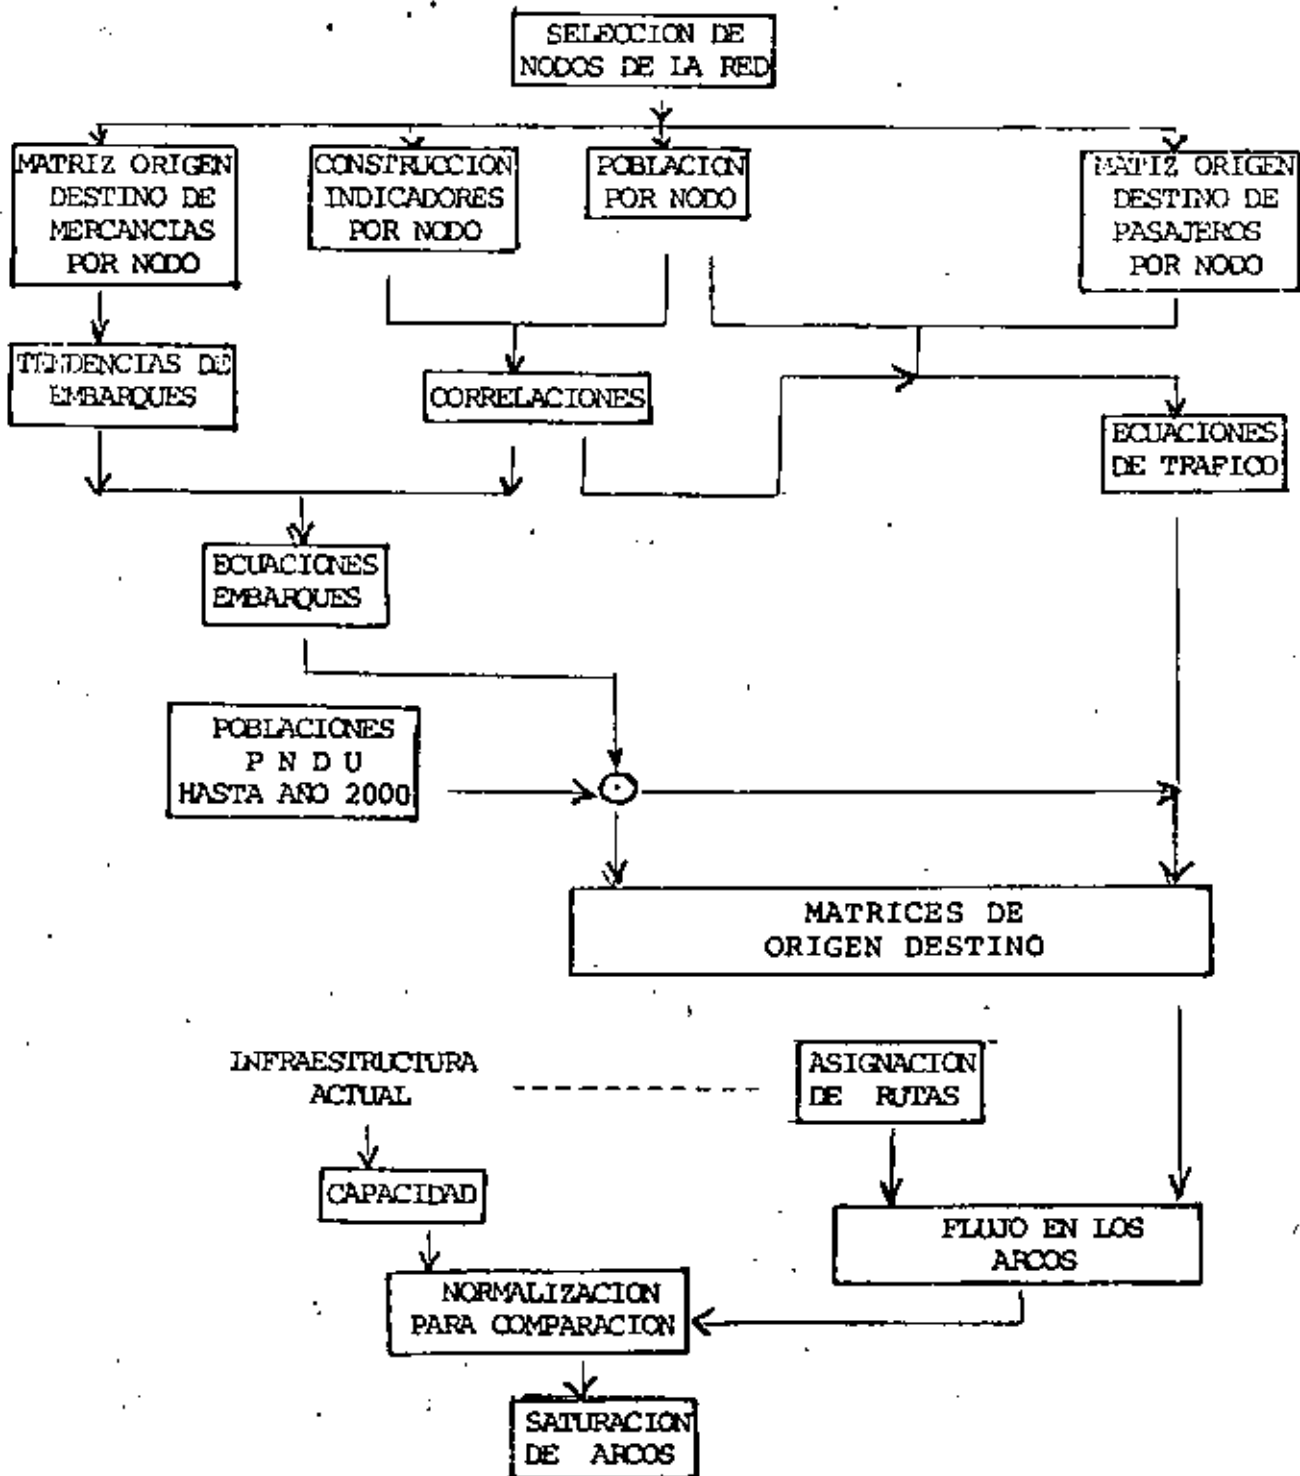 SELECCION DE
NODOS DE LA RED
MATRIZ ORIGEN
DESTINO DE
MERCANCIAS
POR NODO
CONSTRUCCION
INDICADORES
POR NODO
POBLACION
POR NODO
MATIZ ORIGEN
DESTINO DE
PASAJEROS
POR NODO
TENDENCIAS DE
EMBARQUES
CORRELACIONES
ECUACIONES
DE TRAFICO
ECUACIONES
EMBARQUES
POBLACIONES
P N D U
HASTA AÑO 2000
MATRICES DE
ORIGEN DESTINO
INFRAESTRUCTURA
ACTUAL
ASIGNACION
DE RUTAS
CAPACIDAD
FLUJO EN LOS
ARCOS
NORMALIZACION
PARA COMPARACION
SATURACION
DE ARCOS